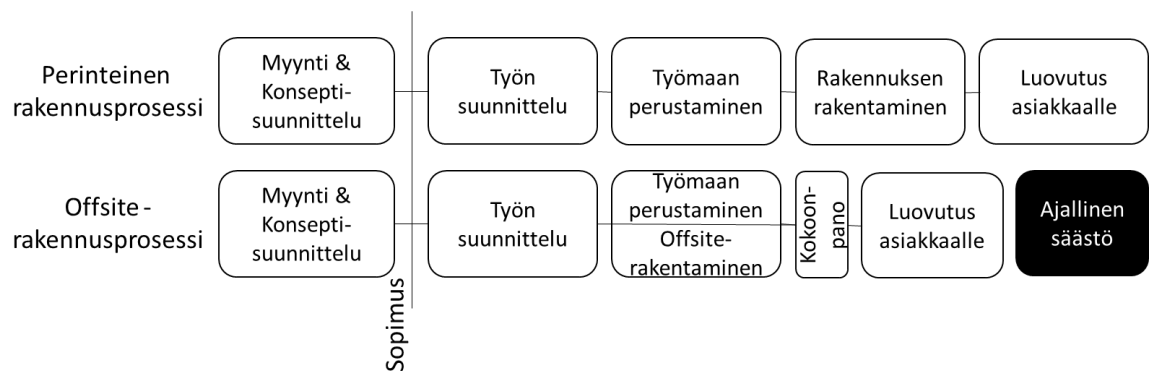 Perinteinen
rakennusprosessi
Myynti &
Konsepti-
suunnittelu
Työn
suunnittelu
Työmaan
perustaminen
Rakennuksen
rakentaminen
Luovutus
asiakkaalle
Offsite -
rakennusprosessi
Myynti &
Konsepti-
suunnittelu
Työn
suunnittelu
Työmaan
perustaminen
Offsite-
rakentaminen
Kokoon-
pano
Luovutus
asiakkaalle
Ajallinen
säästö
Sopimus